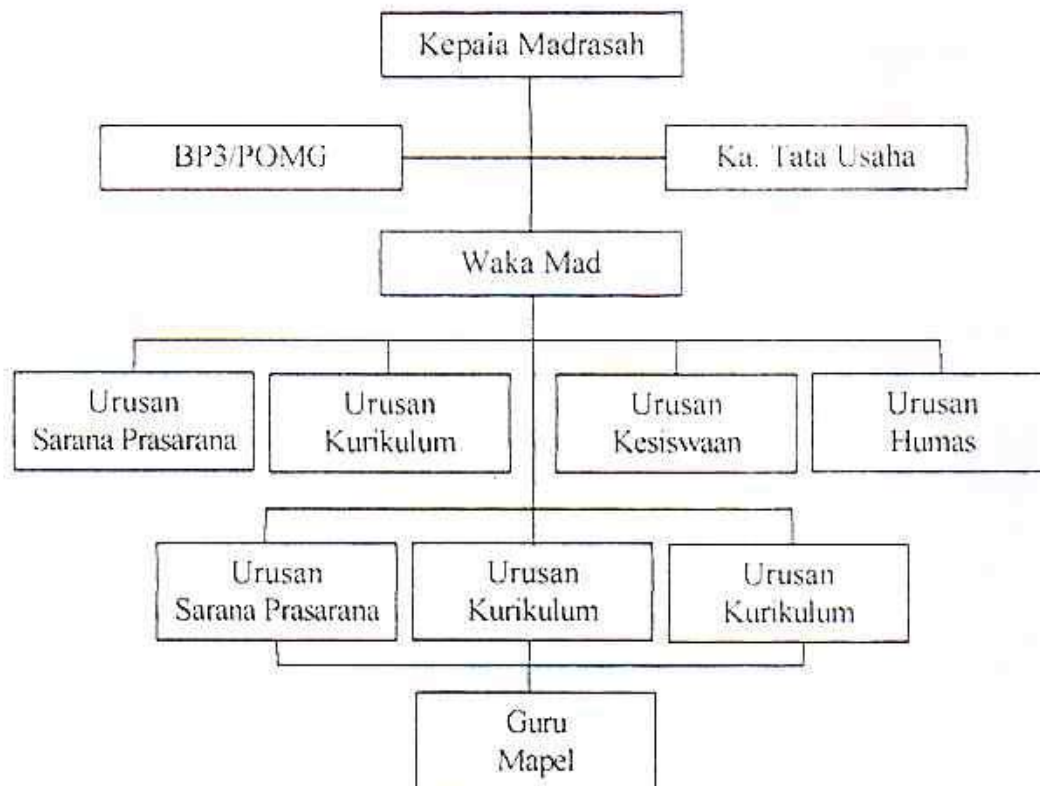 Kepaia Madrasah
BP3/POMG
Ka. Tata Usaha
Waka Mad
Urusan
Sarana Prasarana
Urusan
Kurikulum
Urusan
Kesiswaan
Urusan
Humas
Urusan
Sarana Prasarana
Urusan
Kurikulum
Urusan
Kurikulum
Guru
Mapel